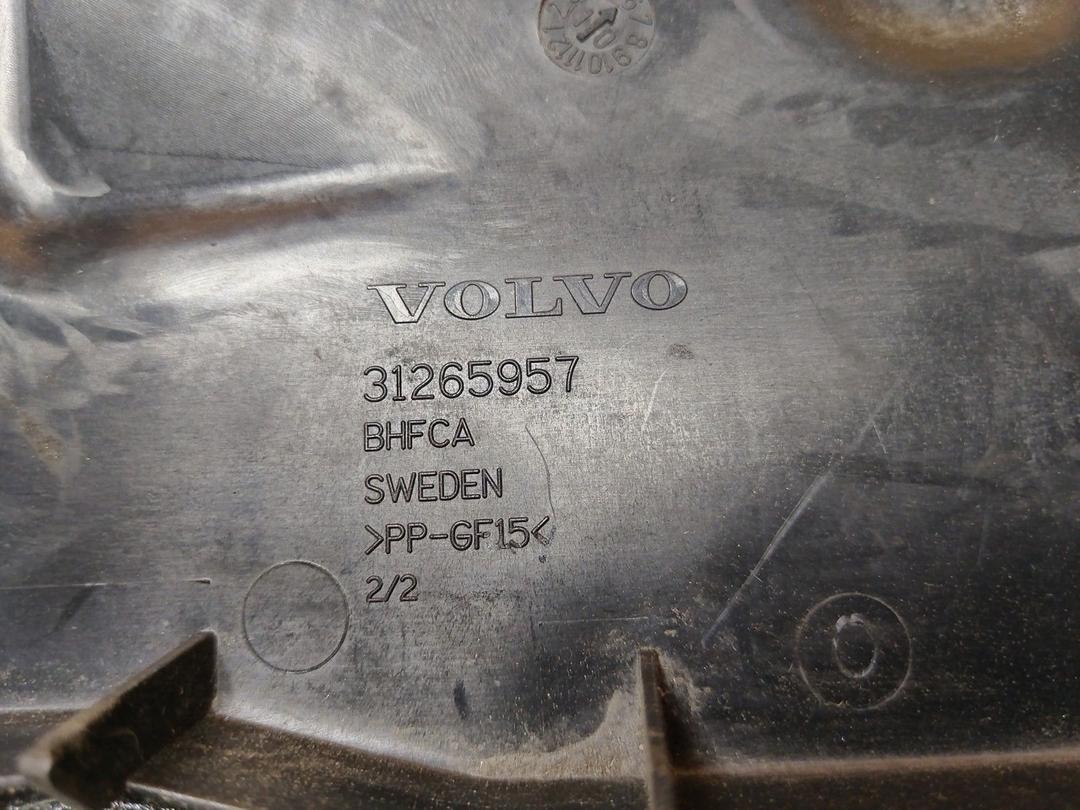 VOLVO
31265957
BHFCA
SWEDEN
>PP-GF15<
2/2